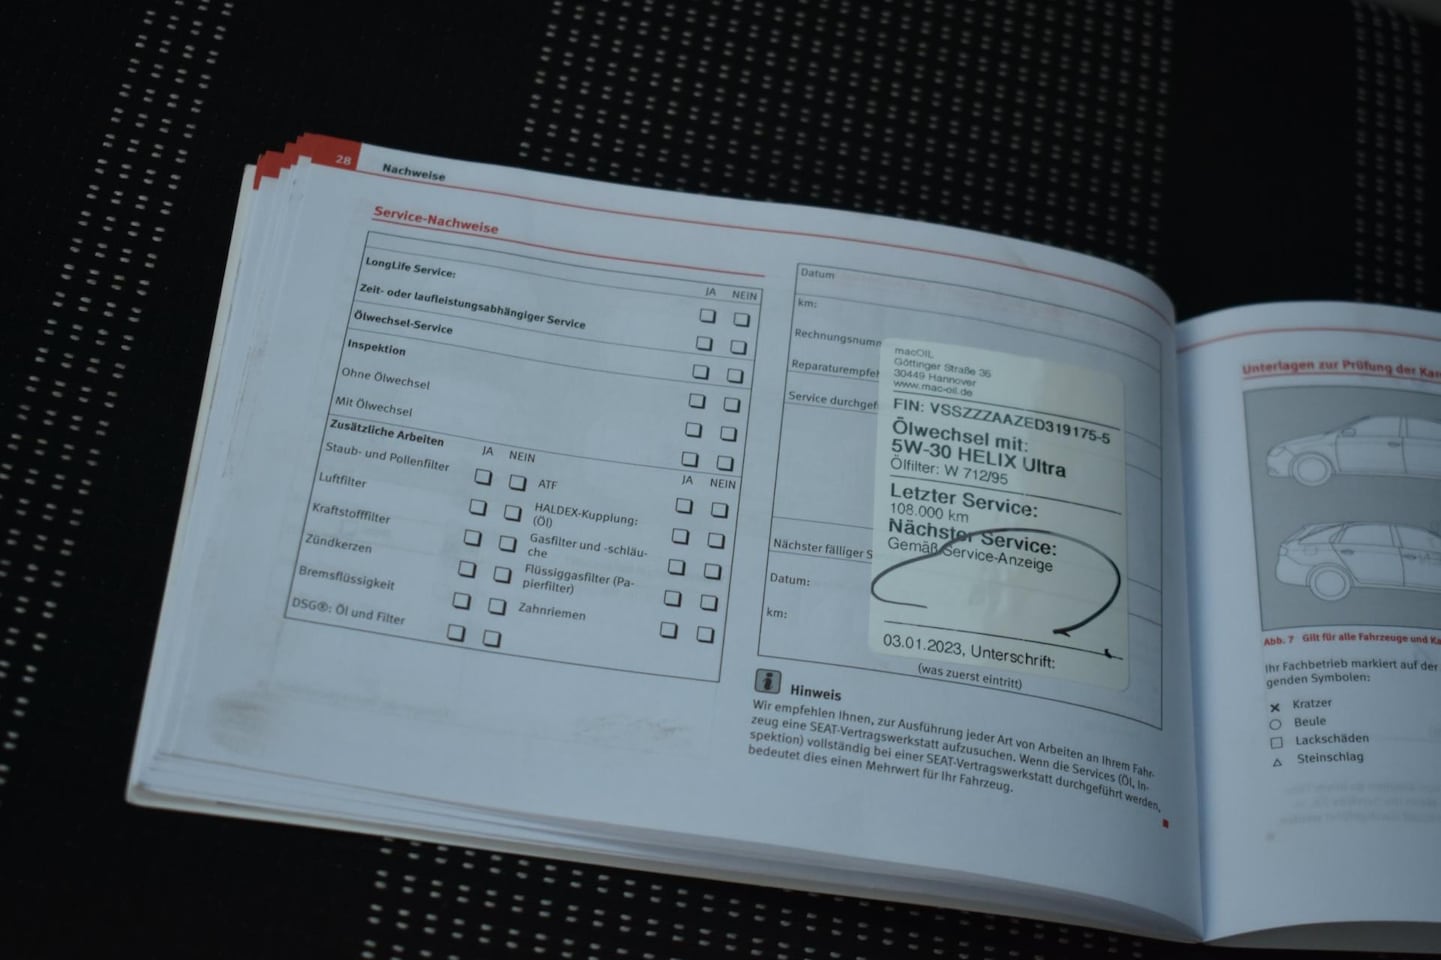 28 Nachweise
Service-Nachweise
LongLife Service:
JA NEIN
Zeit- oder laufleistungsabhängiger Service
Ölwechsel-Service
Inspektion
Ohne Ölwechsel
Mit Ölwechsel
Zusätzliche Arbeiten
JA NEIN
JA NEIN
Staub- und Pollenfilter
Luftfilter
Kraftstofffilter
Zündkerzen
Bremsflüssigkeit
DSG®: Öl und Filter
ATF
HALDEX-Kupplung:
(Öl)
Gasfilter und -schläu-
che
Flüssiggasfilter (Pa-
pierfilter)
Zahnriemen
Datum
km:
Rechnungsnumm
Reparaturempfeh
Service durchgef
Nächster fälliger S
Datum:
km:
macOIL
Göttinger Straße 36
30449 Hannover
www.mac-oil.de
FIN: VSSZZZAAZED319175-5
Ölwechsel mit:
5W-30 HELIX Ultra
Ölfilter: W 712/95
Letzter Service:
108.000 km
Nächster Service:
Gemäß Service-Anzeige
03.01.2023, Unterschrift:
(was zuerst eintritt)
Hinweis
Wir empfehlen Ihnen, zur Ausführung jeder Art von Arbeiten an Ihrem Fahr-
zeug eine SEAT-Vertragswerkstatt aufzusuchen. Wenn die Services (Öl, In-
spektion) vollständig bei einer SEAT-Vertragswerkstatt durchgeführt werden,
bedeutet dies einen Mehrwert für Ihr Fahrzeug.
Unterlagen zur Prüfung der Kar
Abb. 7 Gilt für alle Fahrzeuge und Ka
Ihr Fachbetrieb markiert auf der
genden Symbolen:
Kratzer
Beule
Lackschäden
Steinschlag